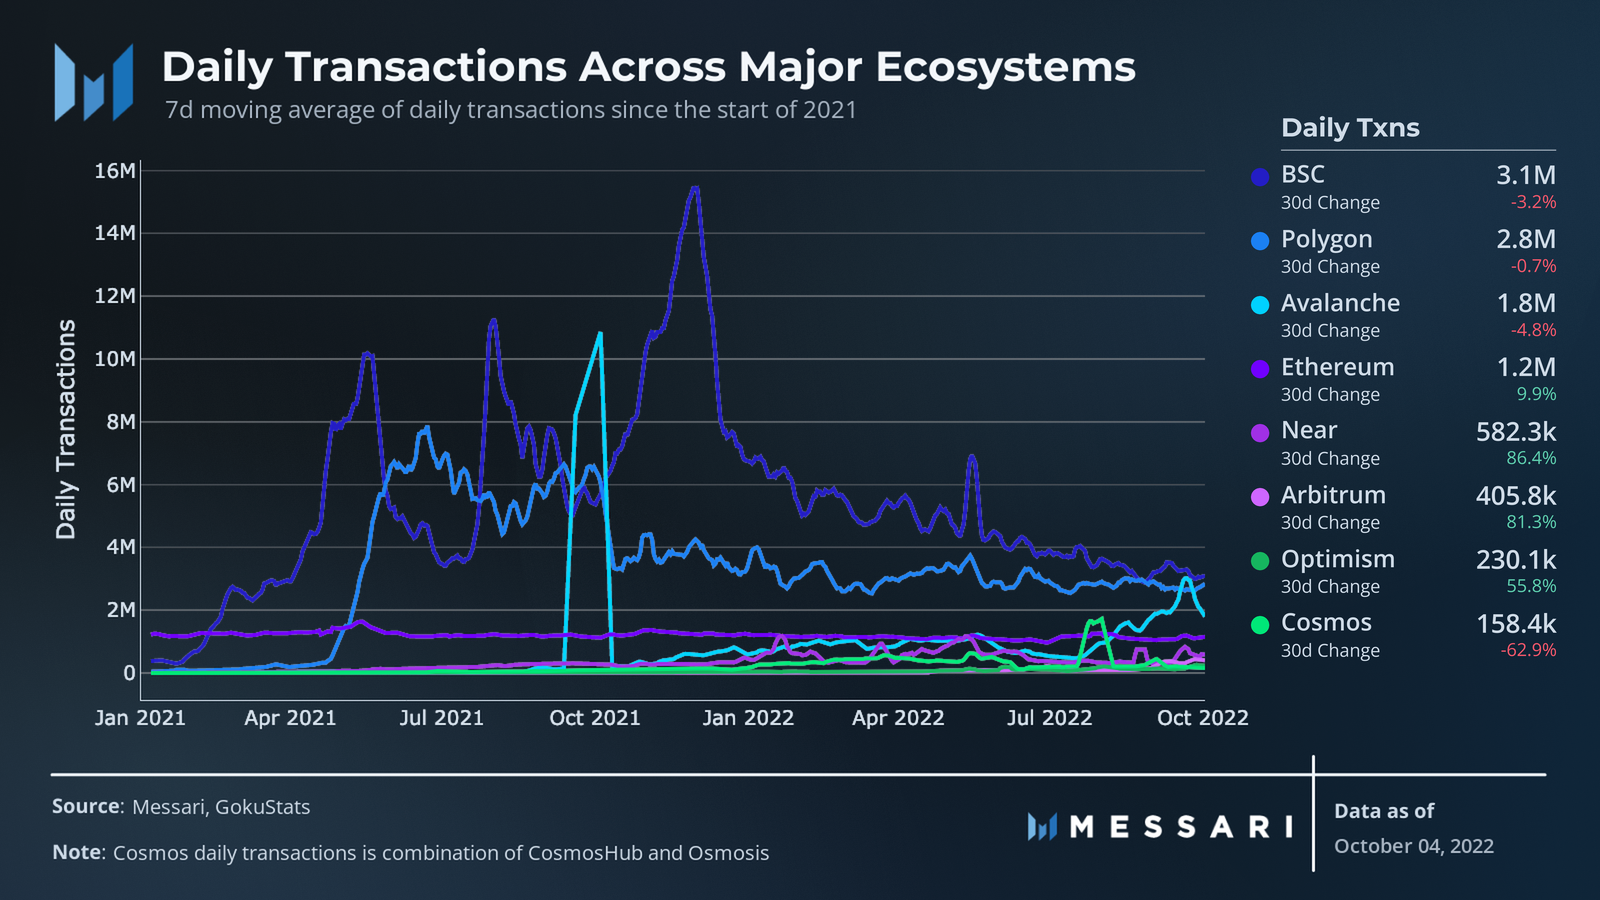 Daily Transactions Across Major Ecosystems
7d moving average of daily transactions since the start of 2021
Daily Txns
BSC 3.1M
30d Change -3.2%
Polygon 2.8M
30d Change -0.7%
Avalanche 1.8M
30d Change -4.8%
Ethereum 1.2M
30d Change 9.9%
Near 582.3k
30d Change 86.4%
Arbitrum 405.8k
30d Change 81.3%
Optimism 230.1k
30d Change 55.8%
Cosmos 158.4k
30d Change -62.9%
Daily Transactions
16M
14M
12M
10M
8M
6M
4M
2M
0
Jan 2021 Apr 2021 Jul 2021 Oct 2021 Jan 2022 Apr 2022 Jul 2022 Oct 2022
Source: Messari, GokuStats
Note: Cosmos daily transactions is combination of CosmosHub and Osmosis
MESSARI
Data as of
October 04, 2022